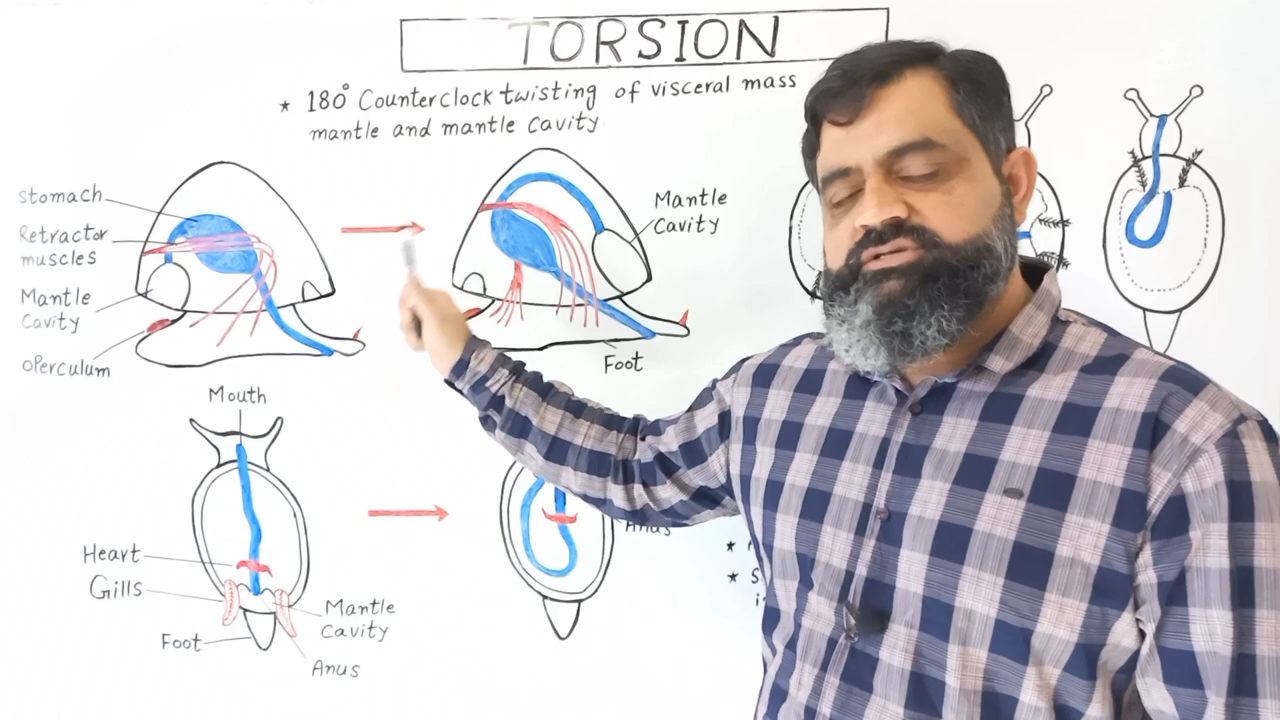 TORSION
★ 180° Counterclock twisting of visceral mass
mantle and mantle cavity
Stomach
Retractor
muscles
Mantle
Cavity
Operculum
Mantle
Cavity
Foot
Mouth
Heart
Gills
Foot
Mantle
Cavity
Anus
Anus
★
★ S